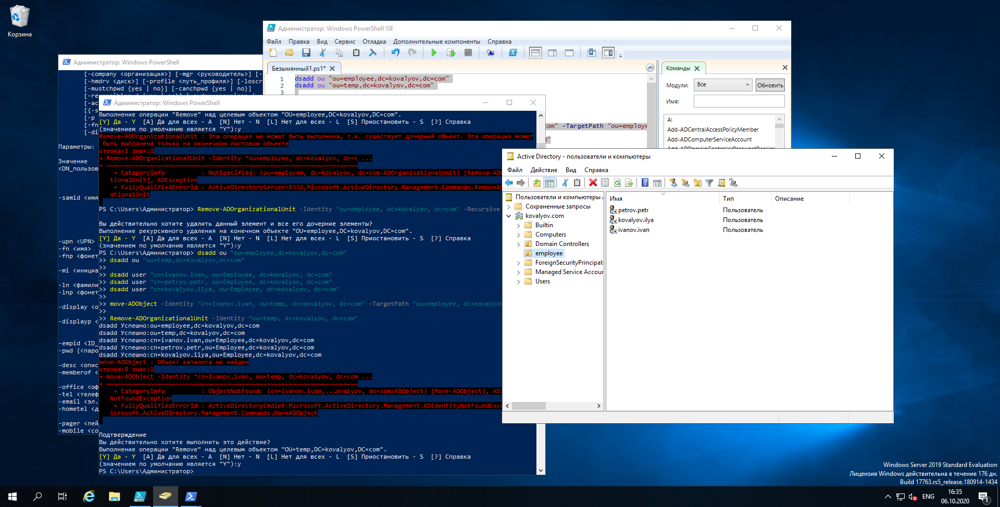 Корзина
Администратор: Windows PowerShell ISE
Файл Правка Вид Сервис Отладка Дополнительные компоненты Справка
Безымянный1.ps1*
1 dsadd ou "ou=employee,dc=kovalyov,dc=com"
2 dsadd ou "ou=temp,dc=kovalyov,dc=com"
3
com" -TargetPath "ou=employe
Команды
Модули: Все Обновить
Имя:
A:
Add-ADCentralAccessPolicyMember
Add-ADComputerServiceAccount
Администратор: Windows PowerShell
[-company <организация>] [-mgr <руководитель>] [-
[-hmdrv <диск>] [-profile <путь_профиля>] [-loscr
[-mustchpwd {yes | no}] [-canchpwd {yes | no}]
[-re
[-ac
[{-s
[-p
[-fn
[-di
Параметры:
Значение
<DN_пользов
-samid <имя
-upn <UPN>
-fn <имя>
-fnp <фонет
-mi <инициа
-ln <фамили
-lnp <фонет
-display <о
-displayp <
-empid <ID_
-pwd {<паро
-desc <опис
-memberof <
-office <оф
-tel <телеф
-email <эл.
-hometel <д
-pager <пей
-mobile <со
Администратор: Windows PowerShell
Выполнение операции "Remove" над целевым объектом "OU=employee,DC=kovalyov,DC=com".
[Y] Да - Y [A] Да для всех - A [N] Нет - N [L] Нет для всех - L [S] Приостановить - S [?] Справка
(значением по умолчанию является "Y"):y
Remove-ADOrganizationalUnit : Эта операция не может быть выполнена, т.к. существует дочерний объект. Эта операция может
быть выполнена только на оконечном листовом объекте
строка:1 знак:1
+ Remove-ADOrganizationalUnit -Identity "ou=employee, dc=kovalyov, dc=c ...
+ ~~~~~~~~~~~~~~~~~~~~~~~~~~~~~~~~~~~~~~~~~~~~~~~~~~~~~~~~~~~~~~~~~~~~~
+ CategoryInfo : NotSpecified: (ou=employee, dc=kovalyov, dc=com:ADOrganizationalUnit) [Remove-ADO
tionalUnit], ADException
+ FullyQualifiedErrorId : ActiveDirectoryServer:8332,Microsoft.ActiveDirectory.Management.Commands.RemoveAD
ationalUnit
PS C:\Users\Администратор> Remove-ADOrganizationalUnit -Identity "ou=employee, dc=kovalyov, dc=com" -Recursive
Вы действительно хотите удалить данный элемент и все его дочерние элементы?
Выполнение рекурсивного удаления на конечном объекте "OU=employee,DC=kovalyov,DC=com".
[Y] Да - Y [A] Да для всех - A [N] Нет - N [L] Нет для всех - L [S] Приостановить - S [?] Справка
(значением по умолчанию является "Y"):y
PS C:\Users\Администратор> dsadd ou "ou=employee,dc=kovalyov,dc=com"
>> dsadd ou "ou=temp,dc=kovalyov,dc=com"
>>
>> dsadd user "cn=ivanov.ivan, ou=Employee, dc=kovalyov, dc=com"
>> dsadd user "cn=petrov.petr, ou=Employee, dc=kovalyov, dc=com"
>> dsadd user "cn=kovalyov.ilya, ou=Employee, dc=kovalyov, dc=com"
>>
>> move-ADObject -Identity "cn=ivanov.ivan, ou=temp, dc=kovalyov, dc=com" -TargetPath "ou=employee, dc=kovalyov
>>
>> Remove-ADOrganizationalUnit -Identity "ou=temp, dc=kovalyov, dc=com"
dsadd Успешно:ou=employee,dc=kovalyov,dc=com
dsadd Успешно:ou=temp,dc=kovalyov,dc=com
dsadd Успешно:cn=ivanov.ivan,ou=Employee,dc=kovalyov,dc=com
dsadd Успешно:cn=petrov.petr,ou=Employee,dc=kovalyov,dc=com
dsadd Успешно:cn=kovalyov.ilya,ou=Employee,dc=kovalyov,dc=com
move-ADObject : Объект каталога не найден
строка:8 знак:1
+ move-ADObject -Identity "cn=ivanov.ivan, ou=temp, dc=kovalyov, dc=com ...
+ ~~~~~~~~~~~~~~~~~~~~~~~~~~~~~~~~~~~~~~~~~~~~~~~~~~~~~~~~~~~~~~~~~~~~~
+ CategoryInfo : ObjectNotFound: (cn=ivanov.ivan,...ovalyov, dc=com:ADObject) [Move-ADObject], ADI
NotFoundException
+ FullyQualifiedErrorId : ActiveDirectoryCmdlet:Microsoft.ActiveDirectory.Management.ADIdentityNotFoundExce
icrosoft.ActiveDirectory.Management.Commands.MoveADObject
Подтверждение
Вы действительно хотите выполнить это действие?
Выполнение операции "Remove" над целевым объектом "OU=temp,DC=kovalyov,DC=com".
[Y] Да - Y [A] Да для всех - A [N] Нет - N [L] Нет для всех - L [S] Приостановить - S [?] Справка
(значением по умолчанию является "Y"):y
PS C:\Users\Администратор>
Active Directory - пользователи и компьютеры
Файл Действие Вид Справка
Пользователи и компьютеры
Сохраненные запросы
kovalyov.com
Builtin
Computers
Domain Controllers
employee
ForeignSecurityPrincipals
Managed Service Accour
Users
Имя Тип Описание
petrov.petr Пользователь
kovalyov.ilya Пользователь
ivanov.ivan Пользователь
Windows Server 2019 Standard Evaluation
Лицензия Windows действительна в течение 176 дн.
Build 17763.rs5_release.180914-1434
ENG
16:35
06.10.2020
1